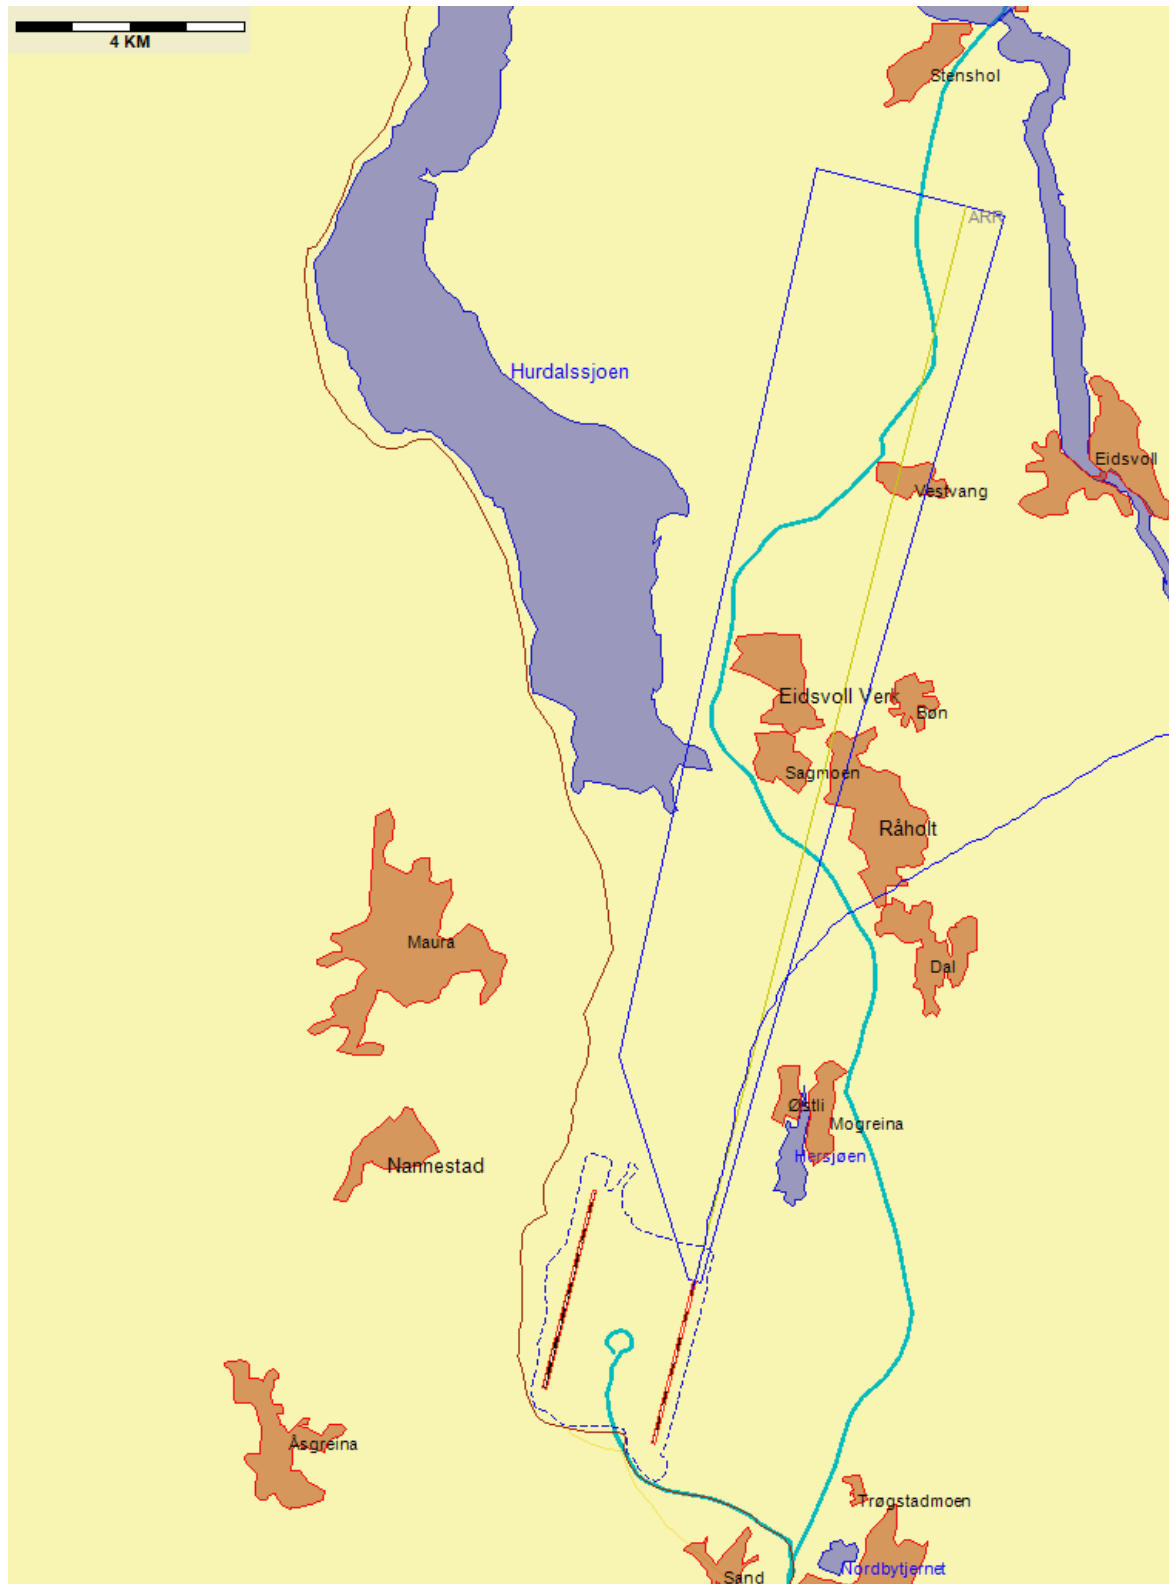 4 KM
Stenshol
ARR
Hurdalssjoen
Eidsvoll
Vestvang
Eidsvoll Verk
Bøn
Sagmoen
Råholt
Maura
Dal
Østli
Mogreina
Hersjøen
Nannestad
Åsgreina
Trøgstadmoen
Nordbytjernet
Sand